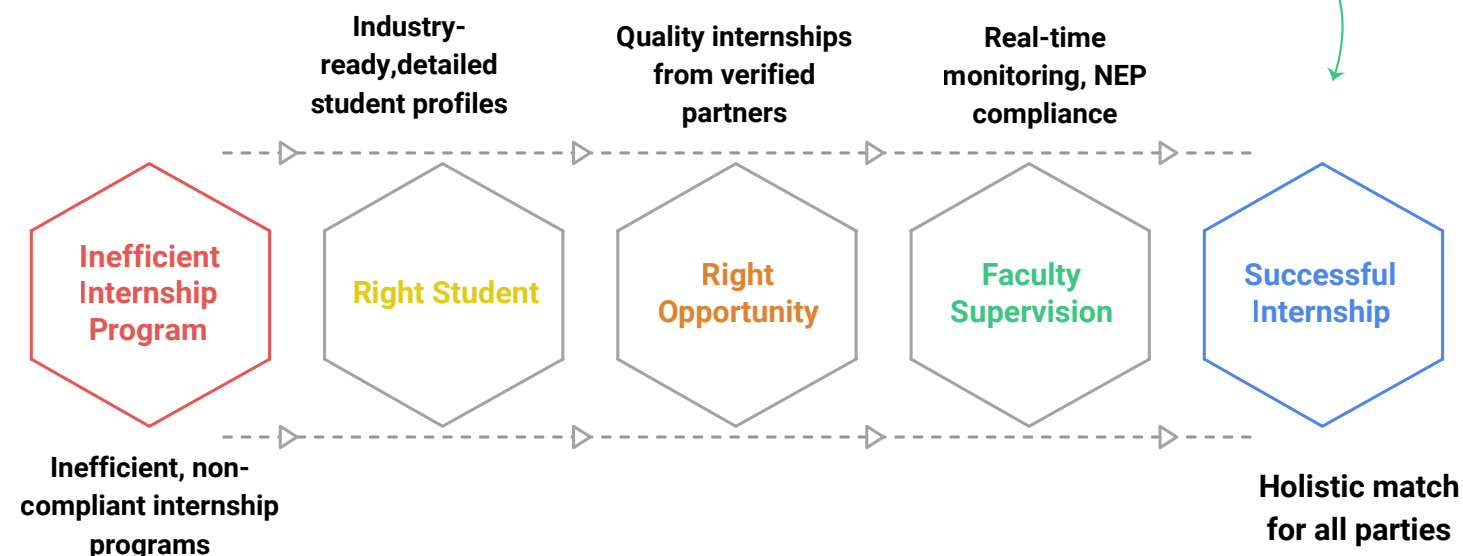 Industry-
ready,detailed
student profiles
Quality internships
from verified
partners
Real-time
monitoring, NEP
compliance
Inefficient
Internship
Program
Right Student
Right
Opportunity
Faculty
Supervision
Successful
Internship
Inefficient, non-
compliant internship
programs
Holistic match
for all parties